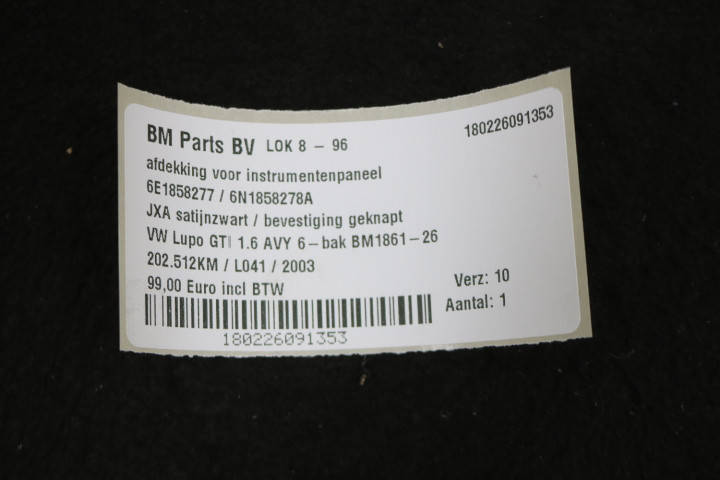 BM Parts BV LOK 8 - 96
180226091353
afdekking voor instrumentenpaneel
6E1858277 / 6N1858278A
JXA satijnzwart / bevestiging geknapt
VW Lupo GTI 1.6 AVY 6-bak BM1861-26
202.512KM / L041 / 2003
99,00 Euro incl BTW
Verz: 10
Aantal: 1
180226091353